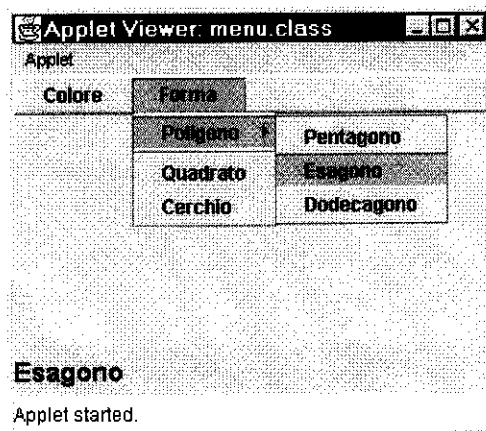 Applet Viewer: menu.class
Applet
Colore Forma
Poligono
Pentagono
Quadrato
Esagono
Cerchio
Dodecagono
Esagono
Applet started.